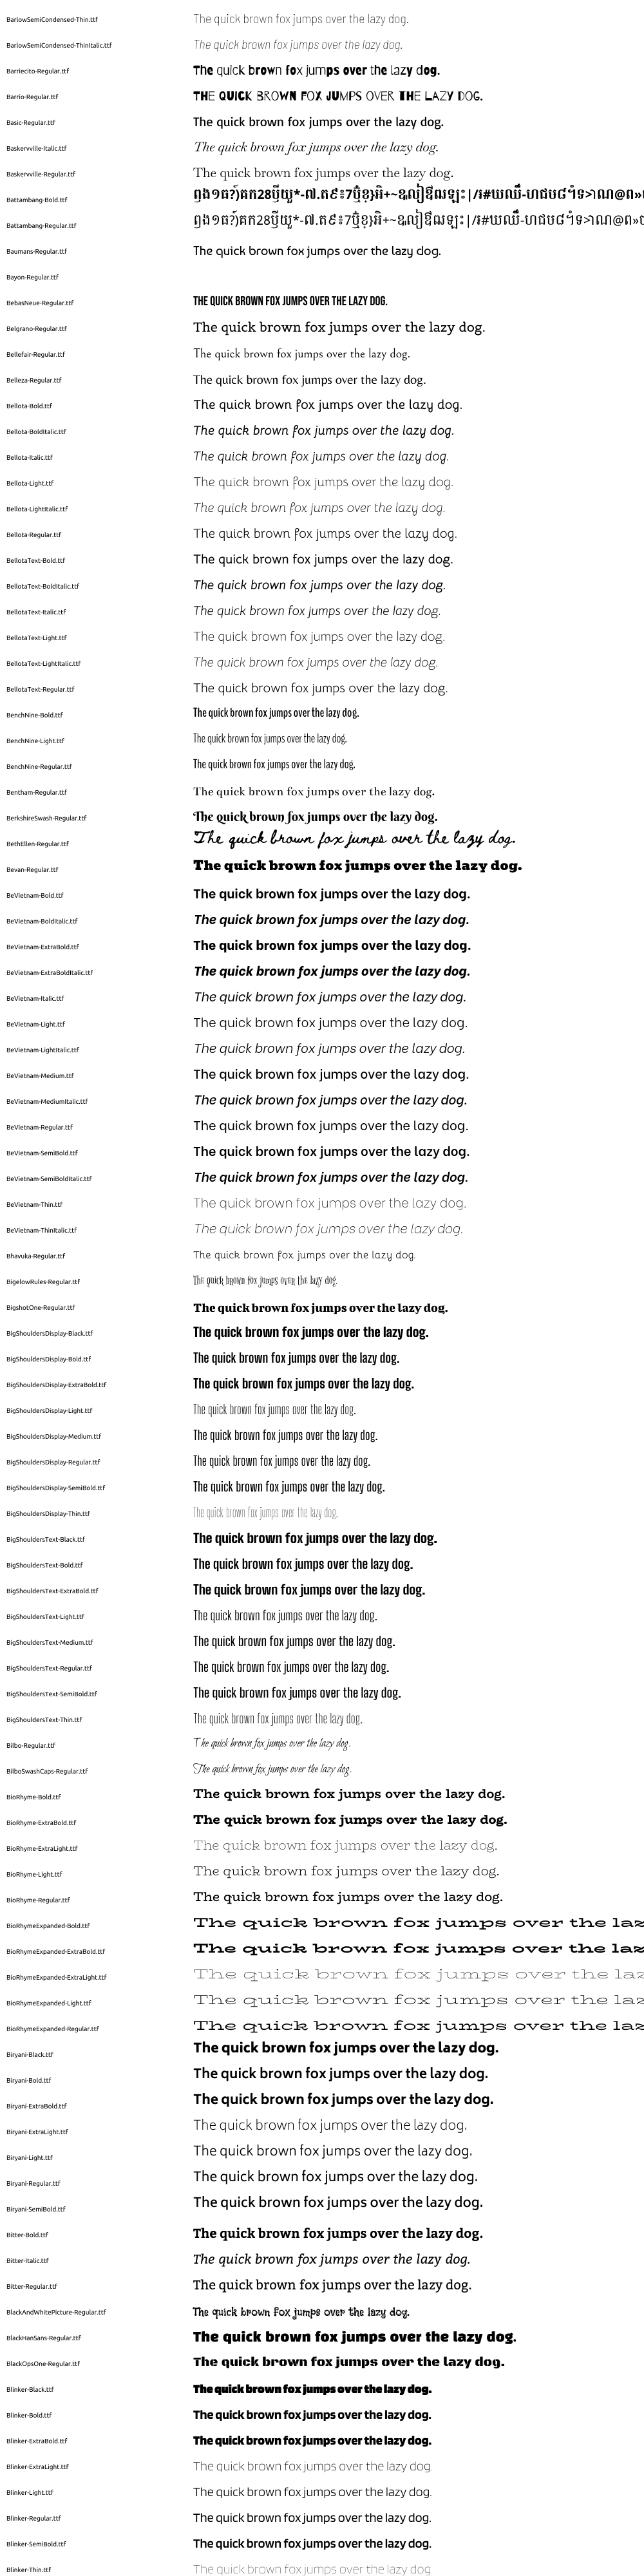 BarlowSemiCondensed-Thin.ttf The quick brown fox jumps over the lazy dog.
BarlowSemiCondensed-ThinItalic.ttf The quick brown fox jumps over the lazy dog.
Barriecito-Regular.ttf The quick brown fox jumps over the lazy dog.
Barrio-Regular.ttf THE QUICK BROWN FOX JUMPS OVER THE LAZY DOG.
Basic-Regular.ttf The quick brown fox jumps over the lazy dog.
Baskervville-Italic.ttf The quick brown fox jumps over the lazy dog.
Baskervville-Regular.ttf The quick brown fox jumps over the lazy dog.
Battambang-Bold.ttf
Battambang-Regular.ttf
Baumans-Regular.ttf The quick brown fox jumps over the lazy dog.
Bayon-Regular.ttf
BebasNeue-Regular.ttf THE QUICK BROWN FOX JUMPS OVER THE LAZY DOG.
Belgrano-Regular.ttf The quick brown fox jumps over the lazy dog.
Bellefair-Regular.ttf The quick brown fox jumps over the lazy dog.
Belleza-Regular.ttf The quick brown fox jumps over the lazy dog.
Bellota-Bold.ttf The quick brown fox jumps over the lazy dog.
Bellota-BoldItalic.ttf The quick brown fox jumps over the lazy dog.
Bellota-Italic.ttf The quick brown fox jumps over the lazy dog.
Bellota-Light.ttf The quick brown fox jumps over the lazy dog.
Bellota-LightItalic.ttf The quick brown fox jumps over the lazy dog.
Bellota-Regular.ttf The quick brown fox jumps over the lazy dog.
BellotaText-Bold.ttf The quick brown fox jumps over the lazy dog.
BellotaText-BoldItalic.ttf The quick brown fox jumps over the lazy dog.
BellotaText-Italic.ttf The quick brown fox jumps over the lazy dog.
BellotaText-Light.ttf The quick brown fox jumps over the lazy dog.
BellotaText-LightItalic.ttf The quick brown fox jumps over the lazy dog.
BellotaText-Regular.ttf The quick brown fox jumps over the lazy dog.
BenchNine-Bold.ttf The quick brown fox jumps over the lazy dog.
BenchNine-Light.ttf The quick brown fox jumps over the lazy dog.
BenchNine-Regular.ttf The quick brown fox jumps over the lazy dog.
Bentham-Regular.ttf The quick brown fox jumps over the lazy dog.
BerkshireSwash-Regular.ttf The quick brown fox jumps over the lazy dog.
BethEllen-Regular.ttf The quick brown fox jumps over the lazy dog.
Bevan-Regular.ttf The quick brown fox jumps over the lazy dog.
BeVietnam-Bold.ttf The quick brown fox jumps over the lazy dog.
BeVietnam-BoldItalic.ttf The quick brown fox jumps over the lazy dog.
BeVietnam-ExtraBold.ttf The quick brown fox jumps over the lazy dog.
BeVietnam-ExtraBoldItalic.ttf The quick brown fox jumps over the lazy dog.
BeVietnam-Italic.ttf The quick brown fox jumps over the lazy dog.
BeVietnam-Light.ttf The quick brown fox jumps over the lazy dog.
BeVietnam-LightItalic.ttf The quick brown fox jumps over the lazy dog.
BeVietnam-Medium.ttf The quick brown fox jumps over the lazy dog.
BeVietnam-MediumItalic.ttf The quick brown fox jumps over the lazy dog.
BeVietnam-Regular.ttf The quick brown fox jumps over the lazy dog.
BeVietnam-SemiBold.ttf The quick brown fox jumps over the lazy dog.
BeVietnam-SemiBoldItalic.ttf The quick brown fox jumps over the lazy dog.
BeVietnam-Thin.ttf The quick brown fox jumps over the lazy dog.
BeVietnam-ThinItalic.ttf The quick brown fox jumps over the lazy dog.
Bhavuka-Regular.ttf The quick brown fox jumps over the lazy dog.
BigelowRules-Regular.ttf The quick brown fox jumps over the lazy dog.
BigshotOne-Regular.ttf The quick brown fox jumps over the lazy dog.
BigShouldersDisplay-Black.ttf The quick brown fox jumps over the lazy dog.
BigShouldersDisplay-Bold.ttf The quick brown fox jumps over the lazy dog.
BigShouldersDisplay-ExtraBold.ttf The quick brown fox jumps over the lazy dog.
BigShouldersDisplay-Light.ttf The quick brown fox jumps over the lazy dog.
BigShouldersDisplay-Medium.ttf The quick brown fox jumps over the lazy dog.
BigShouldersDisplay-Regular.ttf The quick brown fox jumps over the lazy dog.
BigShouldersDisplay-SemiBold.ttf The quick brown fox jumps over the lazy dog.
BigShouldersDisplay-Thin.ttf The quick brown fox jumps over the lazy dog.
BigShouldersText-Black.ttf The quick brown fox jumps over the lazy dog.
BigShouldersText-Bold.ttf The quick brown fox jumps over the lazy dog.
BigShouldersText-ExtraBold.ttf The quick brown fox jumps over the lazy dog.
BigShouldersText-Light.ttf The quick brown fox jumps over the lazy dog.
BigShouldersText-Medium.ttf The quick brown fox jumps over the lazy dog.
BigShouldersText-Regular.ttf The quick brown fox jumps over the lazy dog.
BigShouldersText-SemiBold.ttf The quick brown fox jumps over the lazy dog.
BigShouldersText-Thin.ttf The quick brown fox jumps over the lazy dog.
Bilbo-Regular.ttf The quick brown fox jumps over the lazy dog.
BilboSwashCaps-Regular.ttf The quick brown fox jumps over the lazy dog.
BioRhyme-Bold.ttf The quick brown fox jumps over the lazy dog.
BioRhyme-ExtraBold.ttf The quick brown fox jumps over the lazy dog.
BioRhyme-ExtraLight.ttf The quick brown fox jumps over the lazy dog.
BioRhyme-Light.ttf The quick brown fox jumps over the lazy dog.
BioRhyme-Regular.ttf The quick brown fox jumps over the lazy dog.
BioRhymeExpanded-Bold.ttf The quick brown fox jumps over the laz
BioRhymeExpanded-ExtraBold.ttf The quick brown fox jumps over the laz
BioRhymeExpanded-ExtraLight.ttf The quick brown fox jumps over the laz
BioRhymeExpanded-Light.ttf The quick brown fox jumps over the laz
BioRhymeExpanded-Regular.ttf The quick brown fox jumps over the laz
Biryani-Black.ttf The quick brown fox jumps over the lazy dog.
Biryani-Bold.ttf The quick brown fox jumps over the lazy dog.
Biryani-ExtraBold.ttf The quick brown fox jumps over the lazy dog.
Biryani-ExtraLight.ttf The quick brown fox jumps over the lazy dog.
Biryani-Light.ttf The quick brown fox jumps over the lazy dog.
Biryani-Regular.ttf The quick brown fox jumps over the lazy dog.
Biryani-SemiBold.ttf The quick brown fox jumps over the lazy dog.
Bitter-Bold.ttf The quick brown fox jumps over the lazy dog.
Bitter-Italic.ttf The quick brown fox jumps over the lazy dog.
Bitter-Regular.ttf The quick brown fox jumps over the lazy dog.
BlackAndWhitePicture-Regular.ttf The quick brown fox jumps over the lazy dog.
BlackHanSans-Regular.ttf The quick brown fox jumps over the lazy dog.
BlackOpsOne-Regular.ttf The quick brown fox jumps over the lazy dog.
Blinker-Black.ttf The quick brown fox jumps over the lazy dog.
Blinker-Bold.ttf The quick brown fox jumps over the lazy dog.
Blinker-ExtraBold.ttf The quick brown fox jumps over the lazy dog.
Blinker-ExtraLight.ttf The quick brown fox jumps over the lazy dog.
Blinker-Light.ttf The quick brown fox jumps over the lazy dog.
Blinker-Regular.ttf The quick brown fox jumps over the lazy dog.
Blinker-SemiBold.ttf The quick brown fox jumps over the lazy dog.
Blinker-Thin.ttf The quick brown fox jumps over the lazy dog.